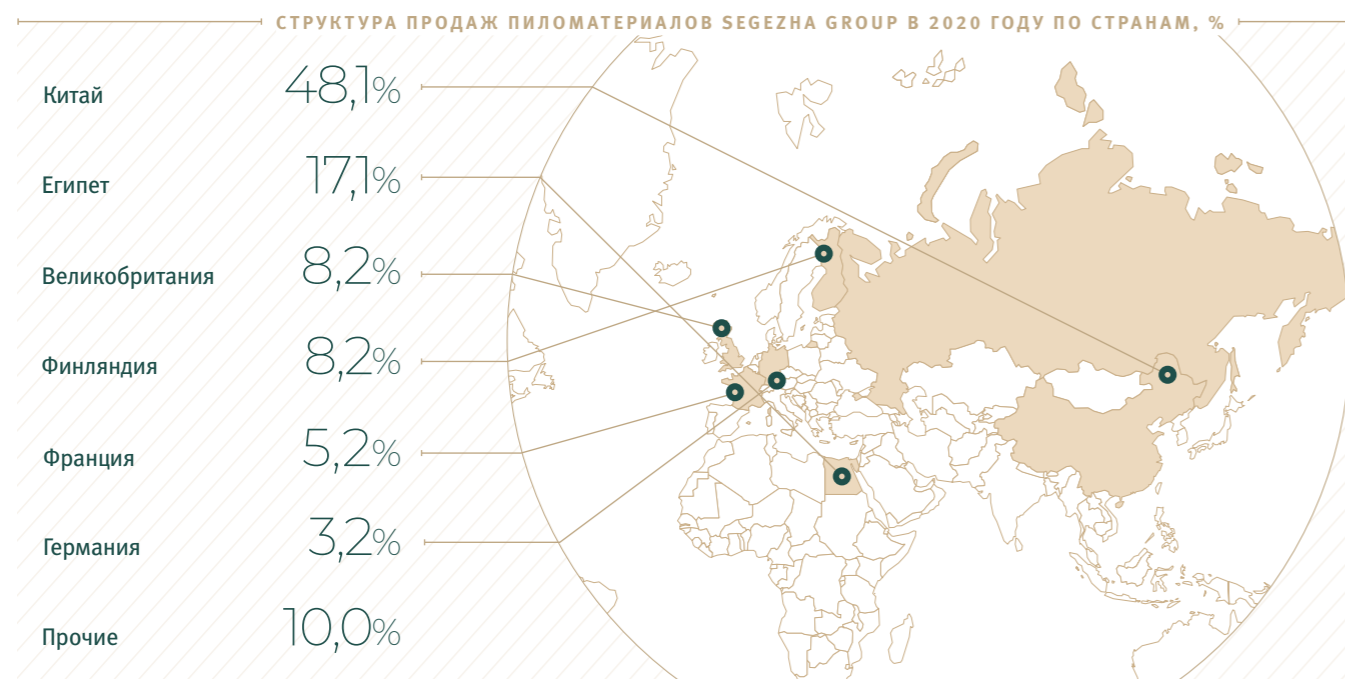 СТРУКТУРА ПРОДАЖ ПИЛОМАТЕРИАЛОВ SEGEZHA GROUP В 2020 ГОДУ ПО СТРАНАМ, %
Китай 48,1%
Египет 17,1%
Великобритания 8,2%
Финляндия 8,2%
Франция 5,2%
Германия 3,2%
Прочие 10,0%